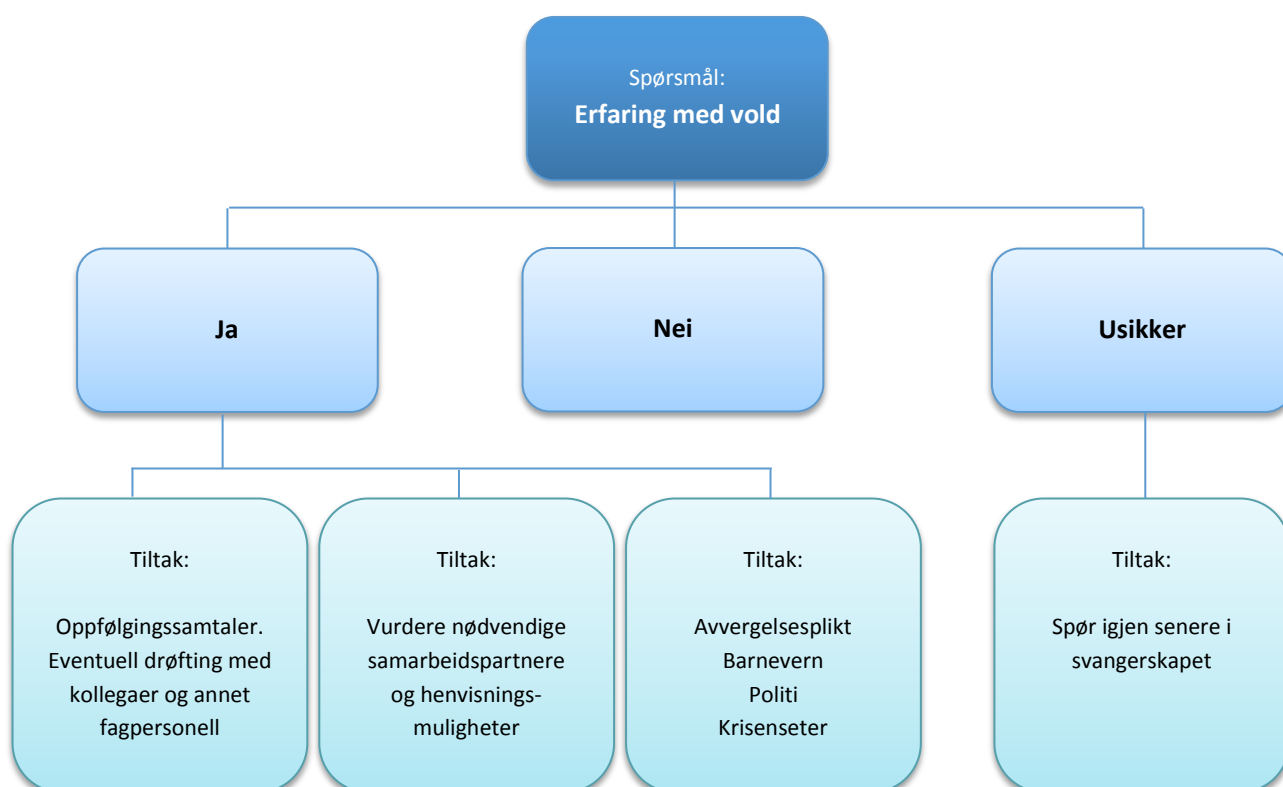 Spørsmål:
Erfaring med vold
Ja
Nei
Usikker
Tiltak:
Oppfølgingssamtaler.
Eventuell drøfting med
kollegaer og annet
fagpersonell
Tiltak:
Vurdere nødvendige
samarbeidspartnere
og henvisnings-
muligheter
Tiltak:
Avvergelsesplikt
Barnevern
Politi
Krisenseter
Tiltak:
Spør igjen senere i
svangerskapet